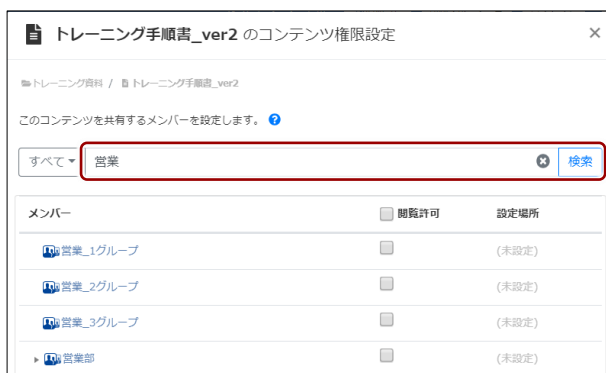 トレーニング手順書_ver2 のコンテンツ権限設定 ×
トレーニング資料 / トレーニング手順書_ver2
このコンテンツを共有するメンバーを設定します。 ?
すべて 営業 検索
メンバー 閲覧許可 設定場所
営業_1グループ (未設定)
営業_2グループ (未設定)
営業_3グループ (未設定)
営業部 (未設定)